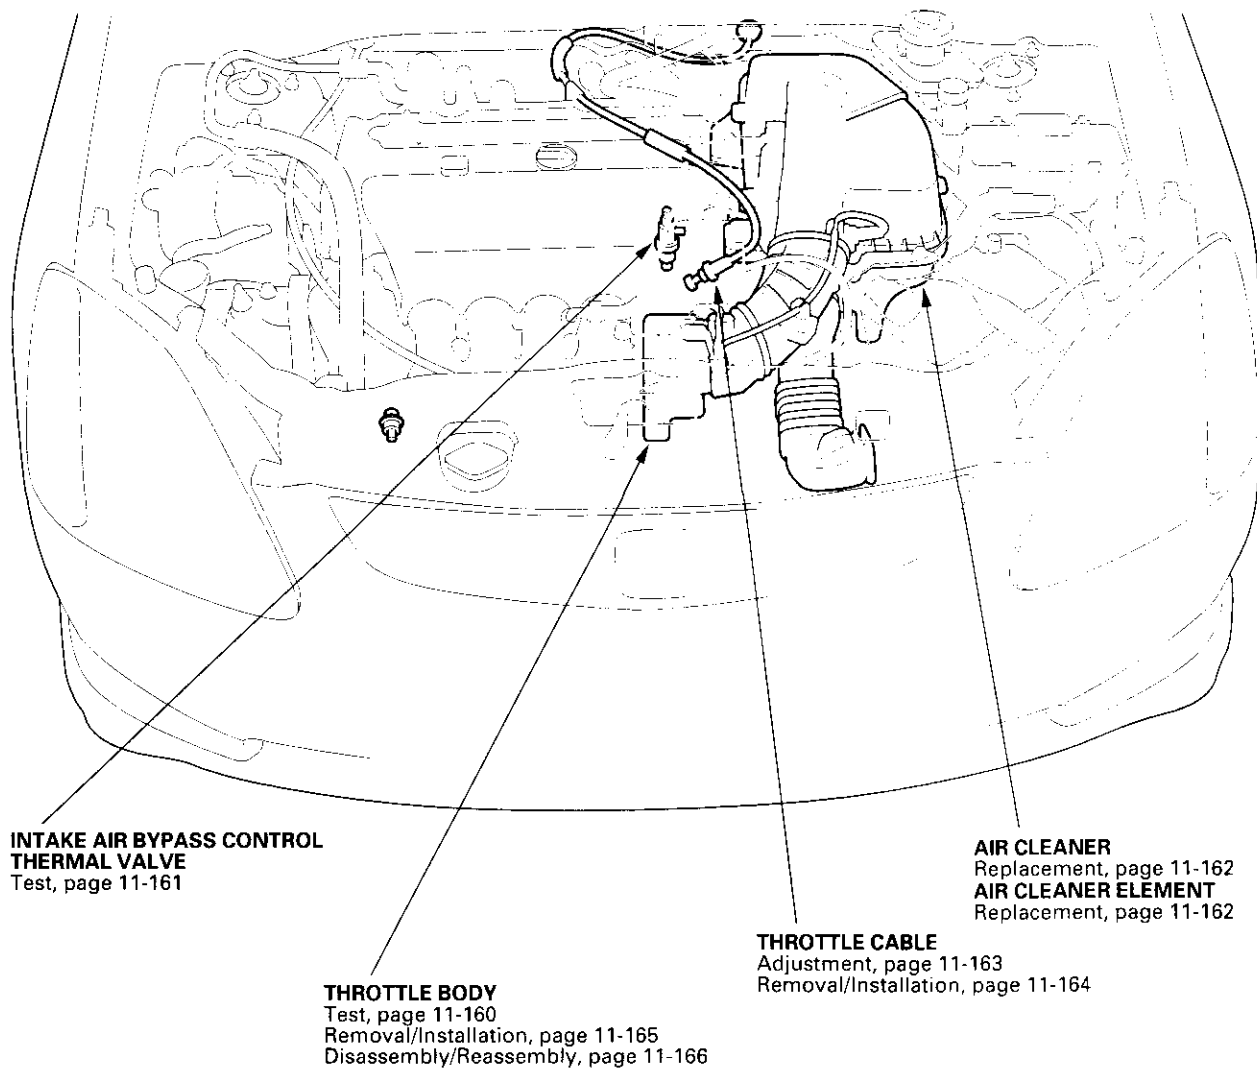 INTAKE AIR BYPASS CONTROL
THERMAL VALVE
Test, page 11-161
THROTTLE BODY
Test, page 11-160
Removal/Installation, page 11-165
Disassembly/Reassembly, page 11-166
THROTTLE CABLE
Adjustment, page 11-163
Removal/Installation, page 11-164
AIR CLEANER
Replacement, page 11-162
AIR CLEANER ELEMENT
Replacement, page 11-162